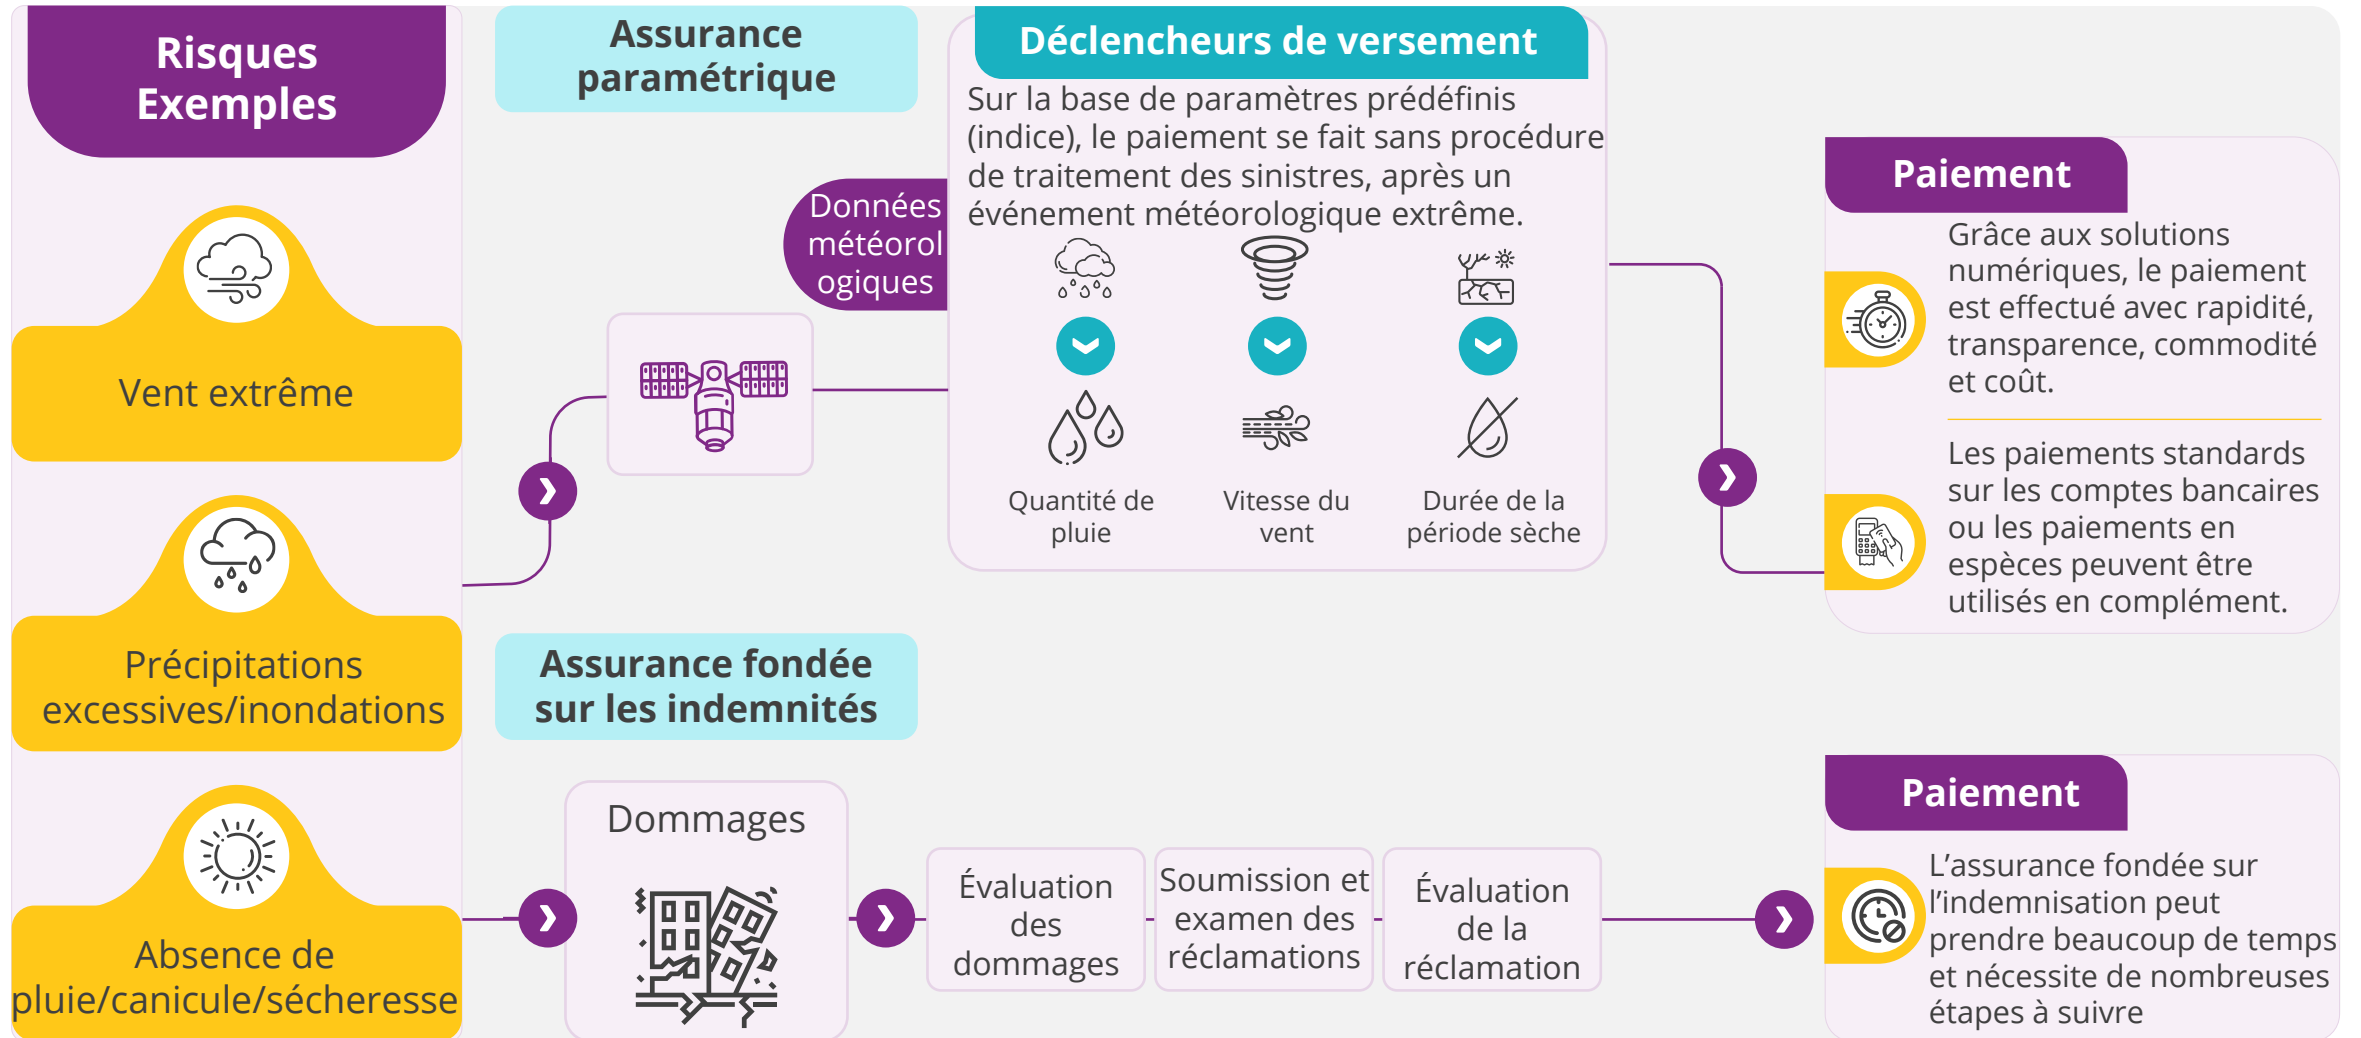 Risques
Exemples
Vent extrême
Précipitations
excessives/inondations
Absence de
pluie/canicule/sécheresse
Assurance
paramétrique
Données
météorol
ogiques
Déclencheurs de versement
Sur la base de paramètres prédéfinis
(indice), le paiement se fait sans procédure
de traitement des sinistres, après un
événement météorologique extrême.
Quantité de
pluie
Vitesse du
vent
Durée de la
période sèche
Paiement
Grâce aux solutions
numériques, le paiement
est effectué avec rapidité,
transparence, commodité
et coût.
Les paiements standards
sur les comptes bancaires
ou les paiements en
espèces peuvent être
utilisés en complément.
Assurance fondée
sur les indemnités
Dommages
Évaluation
des
dommages
Soumission et
examen des
réclamations
Évaluation
de la
réclamation
Paiement
L’assurance fondée sur
l’indemnisation peut
prendre beaucoup de temps
et nécessite de nombreuses
étapes à suivre